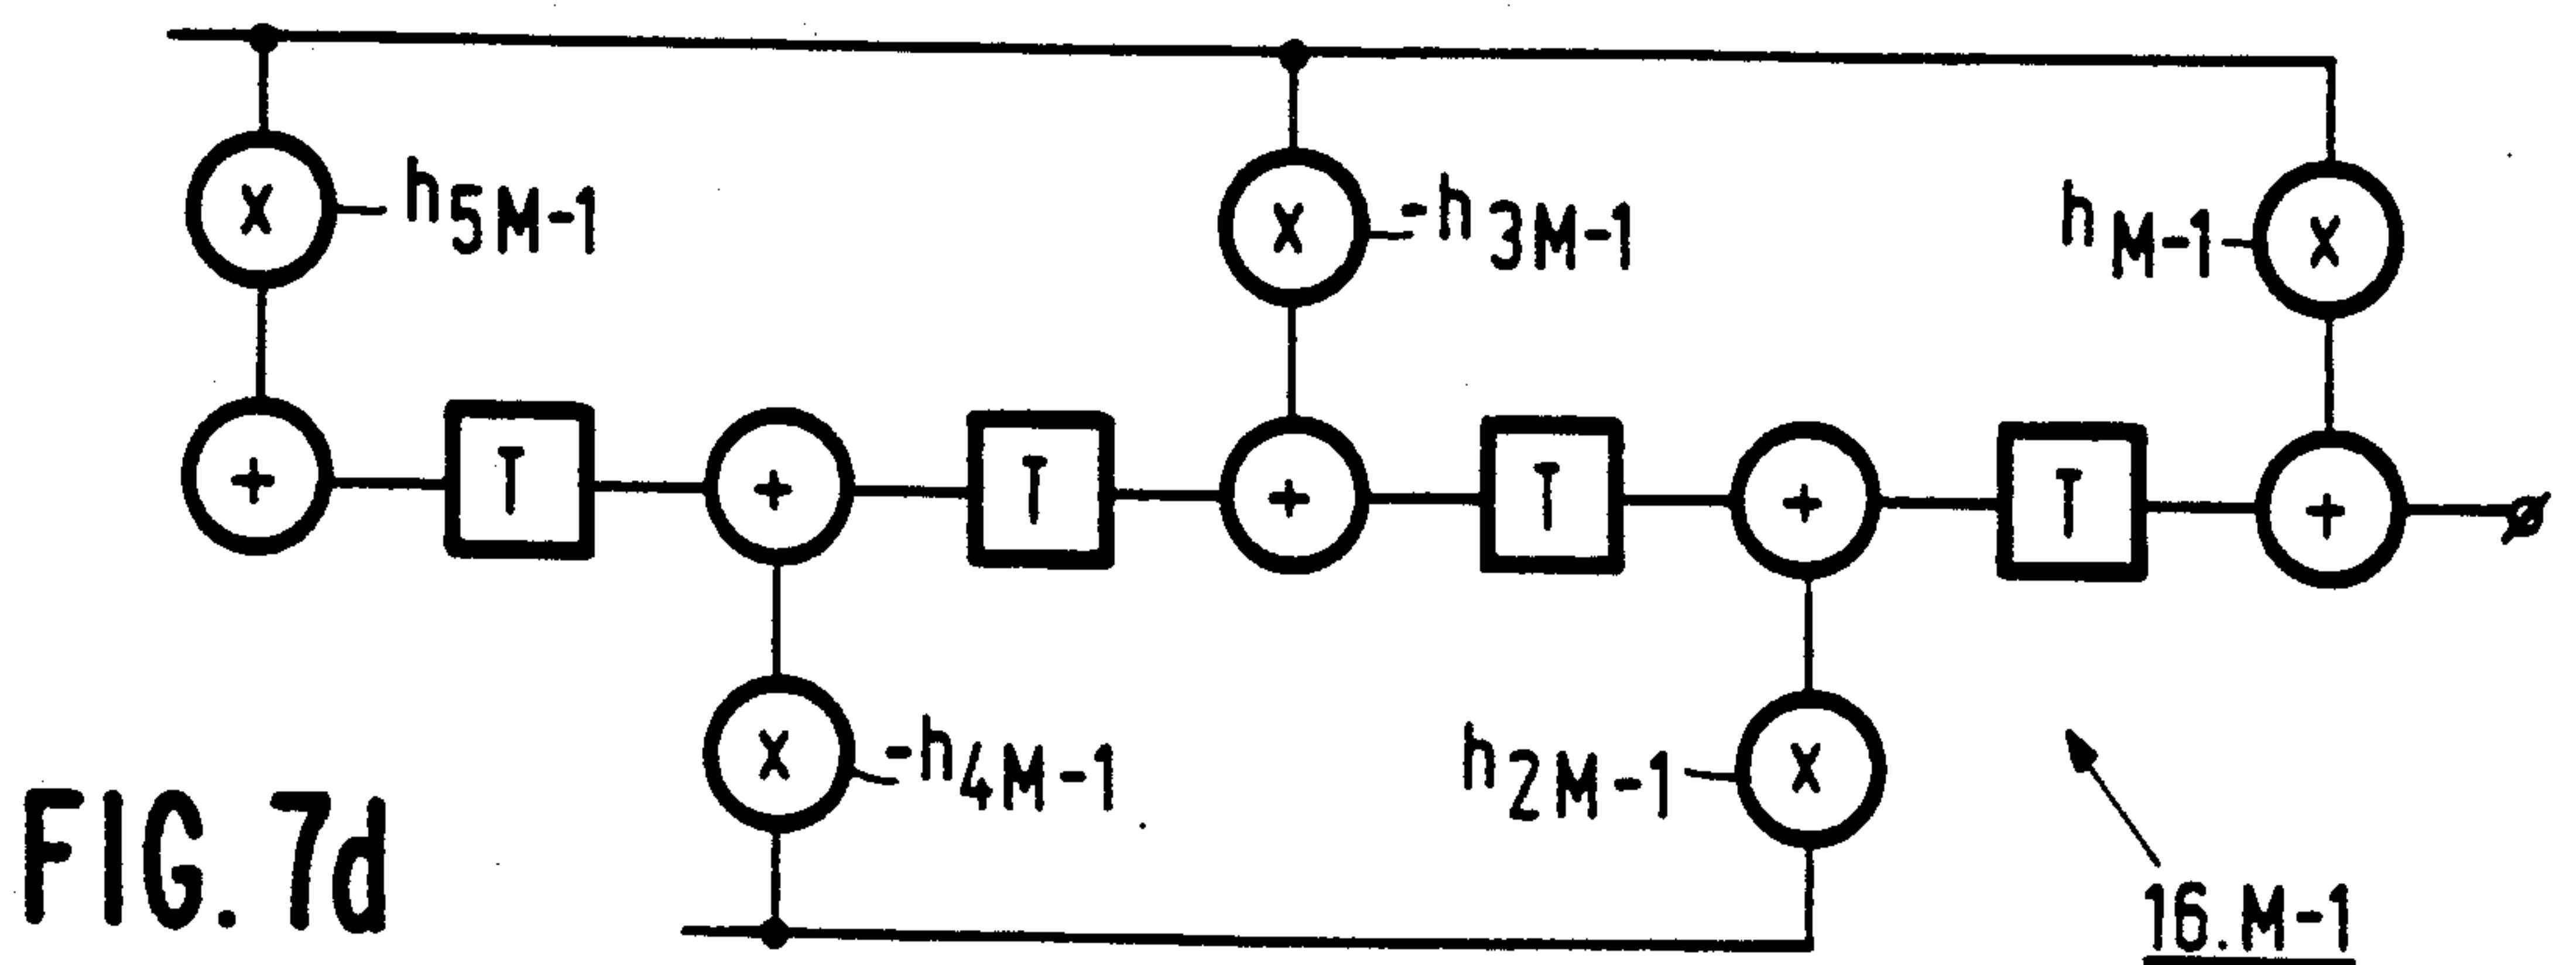 X h5M-1
X -h3M-1
hM-1 X
+ T + T + T + T +
X -h4M-1
h2M-1 X
FIG. 7d
16.M-1